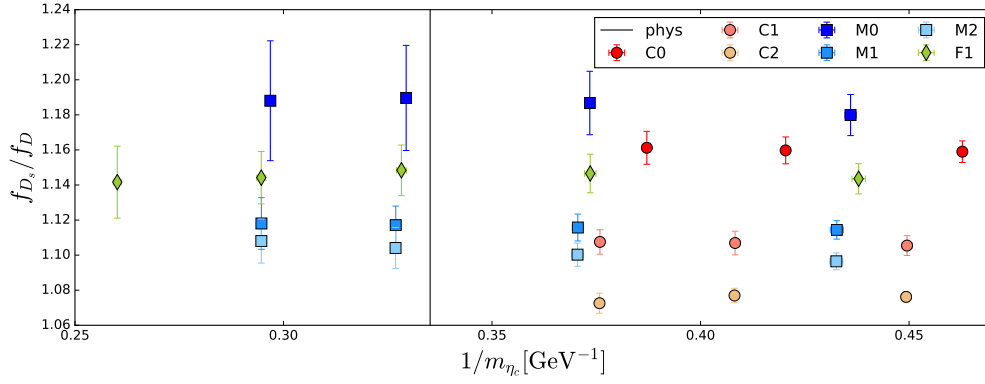 1.24
1.22
1.20
1.18
1.16
1.14
1.12
1.10
1.08
1.06
f_{D_s}/f_D
phys C1 M0 M2
C0 C2 M1 F1
0.25 0.30 0.35 0.40 0.45
1/m_{η_c}[GeV⁻¹]